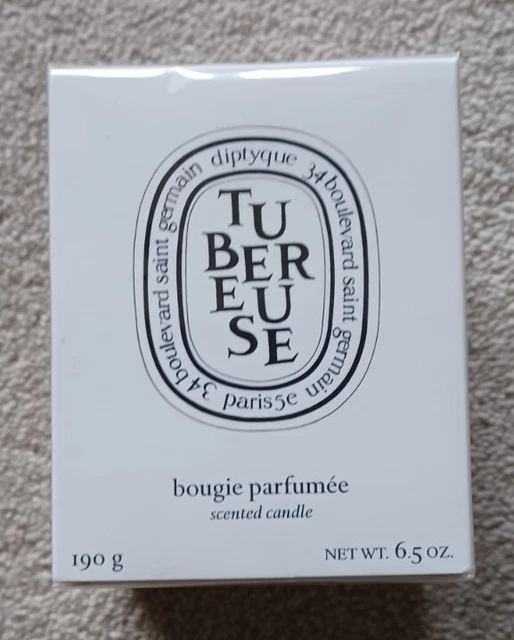 diptyque 34 boulevard saint germain paris 5e 34 boulevard saint germain
TU
BER
EU
SE
bougie parfumée
scented candle
190 g
NET WT. 6.5 OZ.